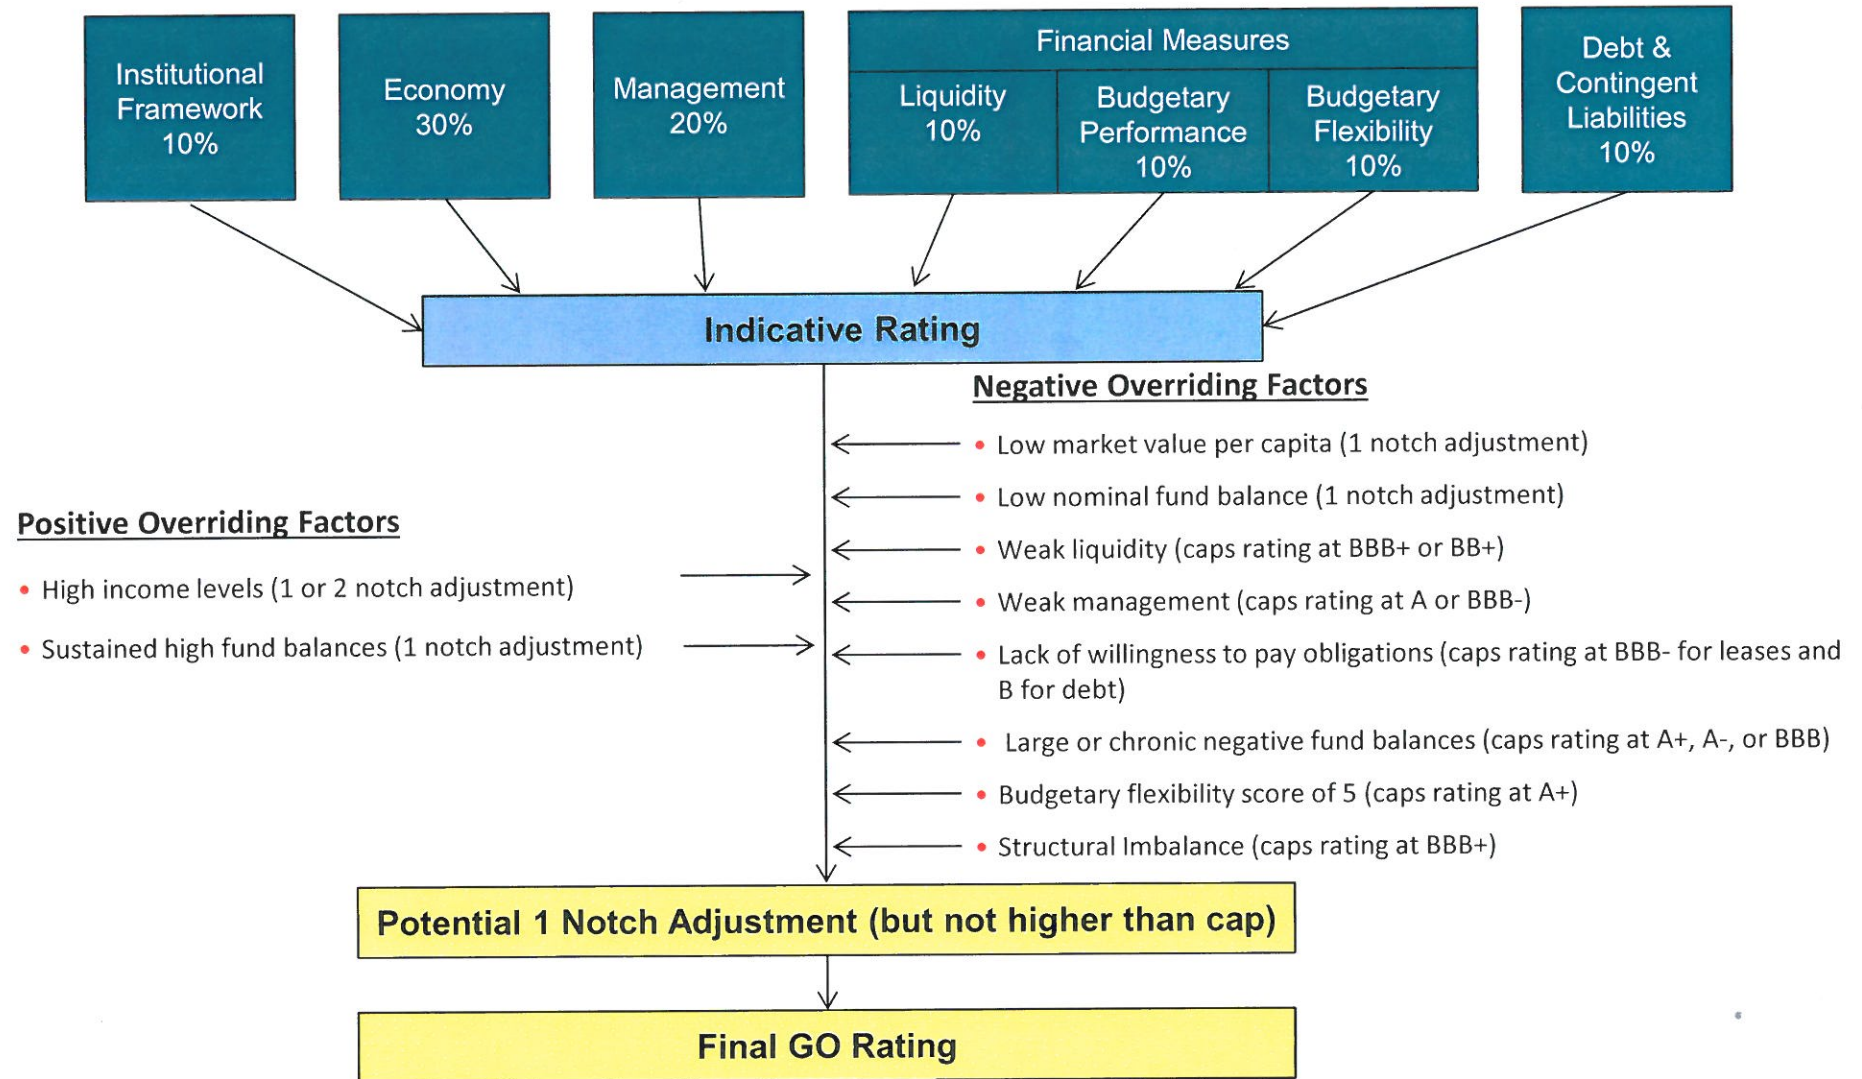 Institutional
Framework
10%
Economy
30%
Management
20%
Financial Measures
Liquidity
10%
Budgetary
Performance
10%
Budgetary
Flexibility
10%
Debt &
Contingent
Liabilities
10%
Indicative Rating
Negative Overriding Factors
• Low market value per capita (1 notch adjustment)
• Low nominal fund balance (1 notch adjustment)
• Weak liquidity (caps rating at BBB+ or BB+)
• Weak management (caps rating at A or BBB-)
• Lack of willingness to pay obligations (caps rating at BBB- for leases and
B for debt)
• Large or chronic negative fund balances (caps rating at A+, A-, or BBB)
• Budgetary flexibility score of 5 (caps rating at A+)
• Structural Imbalance (caps rating at BBB+)
Positive Overriding Factors
• High income levels (1 or 2 notch adjustment)
• Sustained high fund balances (1 notch adjustment)
Potential 1 Notch Adjustment (but not higher than cap)
Final GO Rating